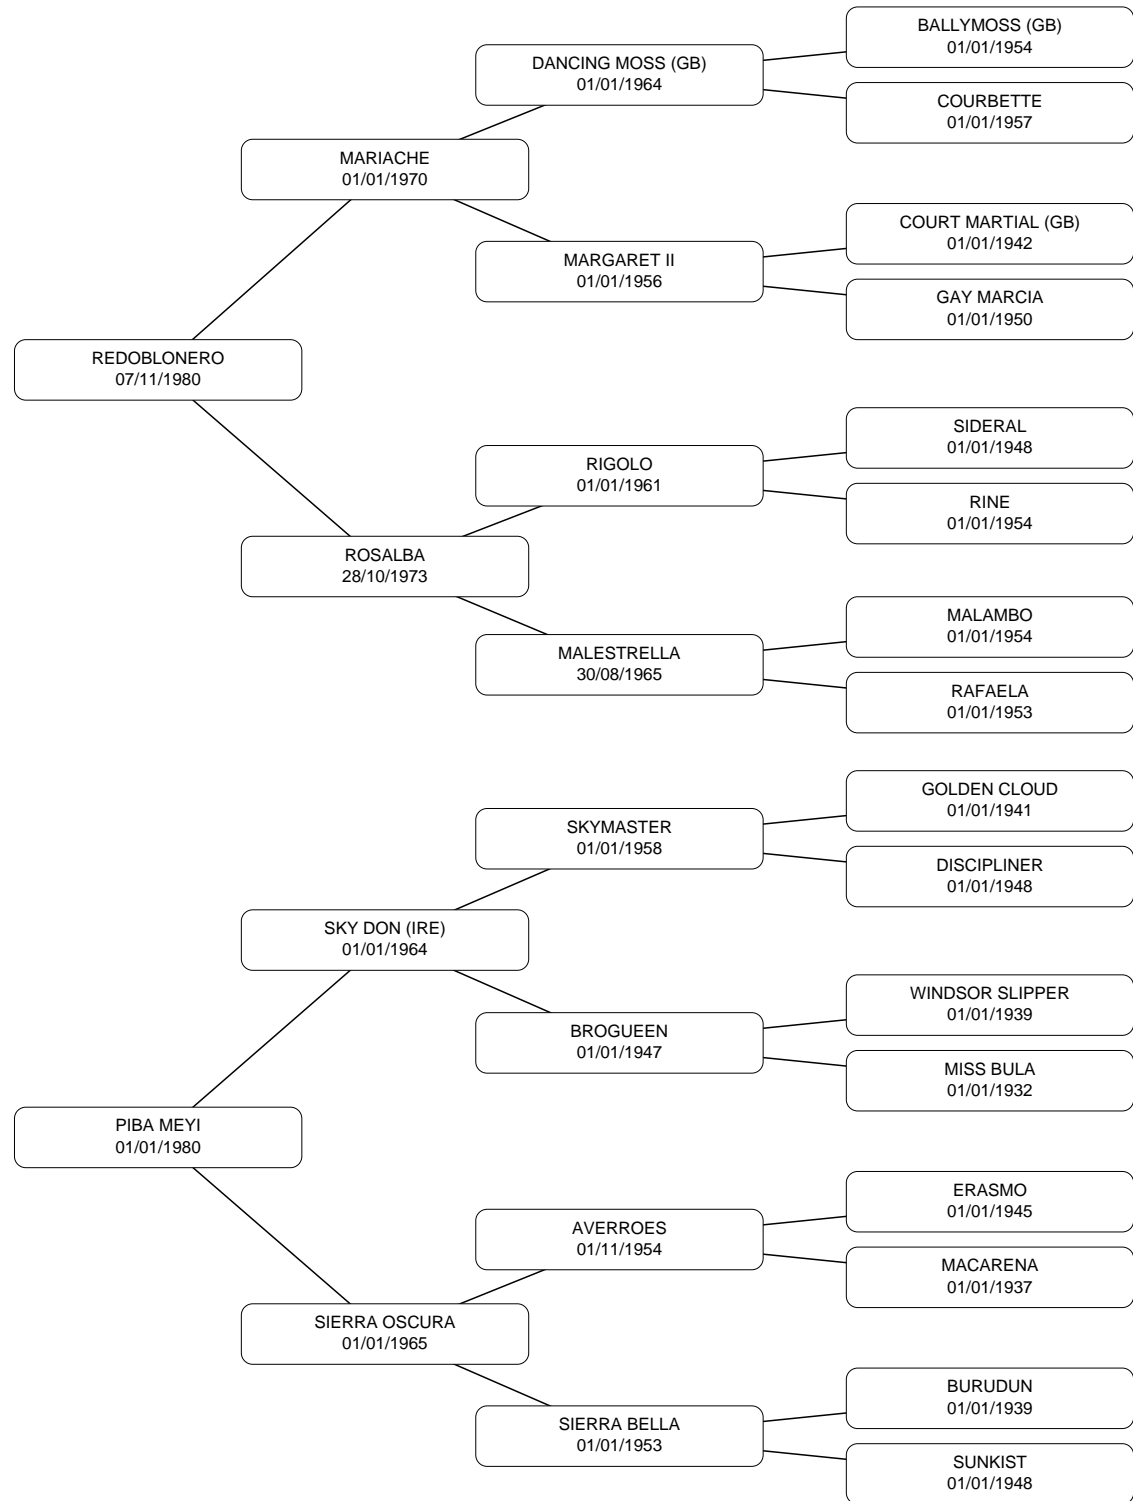 BALLYMOSS (GB)
01/01/1954
DANCING MOSS (GB)
01/01/1964
COURBETTE
01/01/1957
MARIACHE
01/01/1970
COURT MARTIAL (GB)
01/01/1942
MARGARET II
01/01/1956
GAY MARCIA
01/01/1950
REDOBLONERO
07/11/1980
SIDERAL
01/01/1948
RIGOLO
01/01/1961
RINE
01/01/1954
ROSALBA
28/10/1973
MALAMBO
01/01/1954
MALESTRELLA
30/08/1965
RAFAELA
01/01/1953
GOLDEN CLOUD
01/01/1941
SKYMASTER
01/01/1958
DISCIPLINER
01/01/1948
SKY DON (IRE)
01/01/1964
WINDSOR SLIPPER
01/01/1939
BROGUEEN
01/01/1947
MISS BULA
01/01/1932
PIBA MEYI
01/01/1980
ERASMO
01/01/1945
AVERROES
01/11/1954
MACARENA
01/01/1937
SIERRA OSCURA
01/01/1965
BURUDUN
01/01/1939
SIERRA BELLA
01/01/1953
SUNKIST
01/01/1948